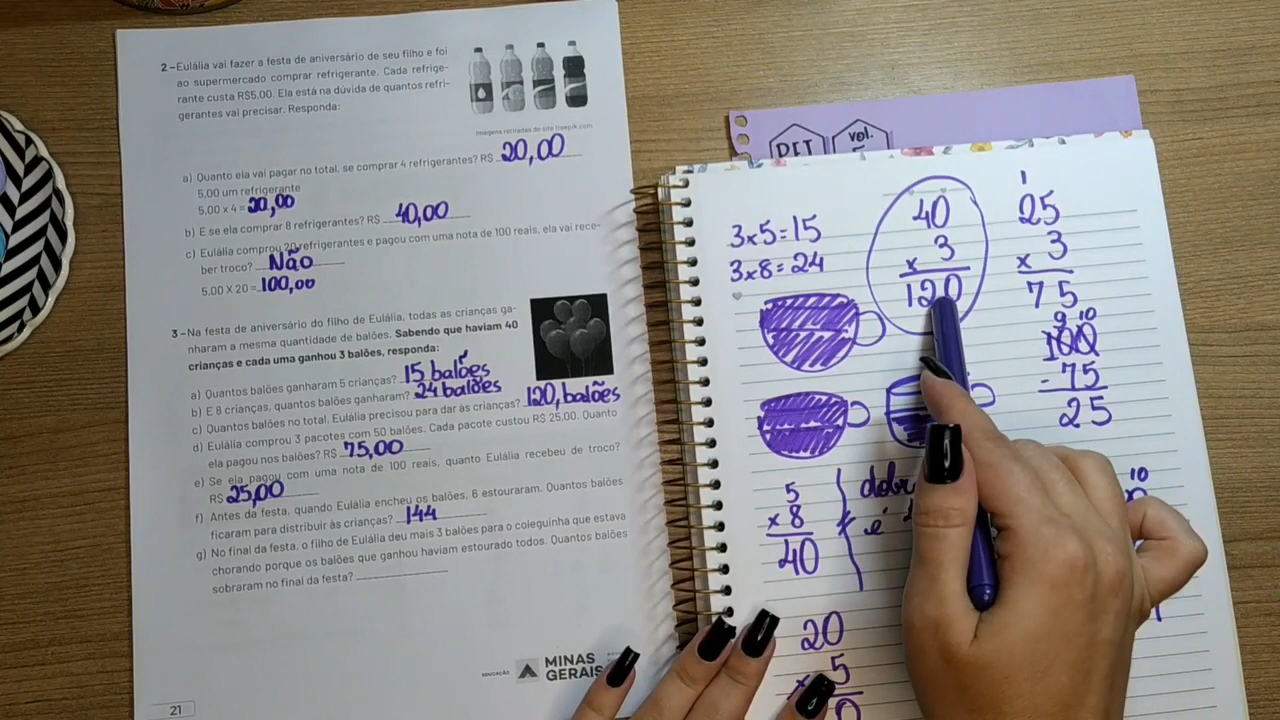 2 – Eulália vai fazer a festa de aniversário de seu filho e foi
ao supermercado comprar refrigerante. Cada refrige-
rante custa R$5,00. Ela está na dúvida de quantos refri-
gerantes vai precisar. Responda:
Imagens retiradas do site freepik.com
a) Quanto ela vai pagar no total, se comprar 4 refrigerantes? R$ 20,00
5,00 um refrigerante
5,00 x 4 = 20,00
b) E se ela comprar 8 refrigerantes? R$ 40,00
c) Eulália comprou 20 refrigerantes e pagou com uma nota de 100 reais, ela vai rece-
ber troco? Não
5,00 X 20 = 100,00
3 – Na festa de aniversário do filho de Eulália, todas as crianças ga-
nharam a mesma quantidade de balões. Sabendo que haviam 40
crianças e cada uma ganhou 3 balões, responda:
a) Quantos balões ganharam 5 crianças? 15 balões
b) E 8 crianças, quantos balões ganham? 24 balões
c) Quantos balões no total, Eulália precisou para dar às crianças? 120, balões
d) Eulália comprou 3 pacotes com 50 balões. Cada pacote custou R$ 25,00. Quanto
ela pagou nos balões? R$ 75,00
e) Se ela pagou com uma nota de 100 reais, quanto Eulália recebeu de troco?
R$ 25,00
f) Antes da festa, quando Eulália encheu os balões, 6 estouraram. Quantos balões
ficaram para distribuir às crianças? 144
g) No final da festa, o filho de Eulália deu mais 3 balões para o coleguinha que estava
chorando porque os balões que ganhou haviam estourado todos. Quantos balões
sobraram no final da festa?
EDUCAÇÃO
MINAS
GERAIS
21
PET
vol.
3x5=15
3x8=24
40
x 3
120
1
25
x 3
75
9 10
100
- 75
25
5
x 8
40
é
10
20
x 5
0